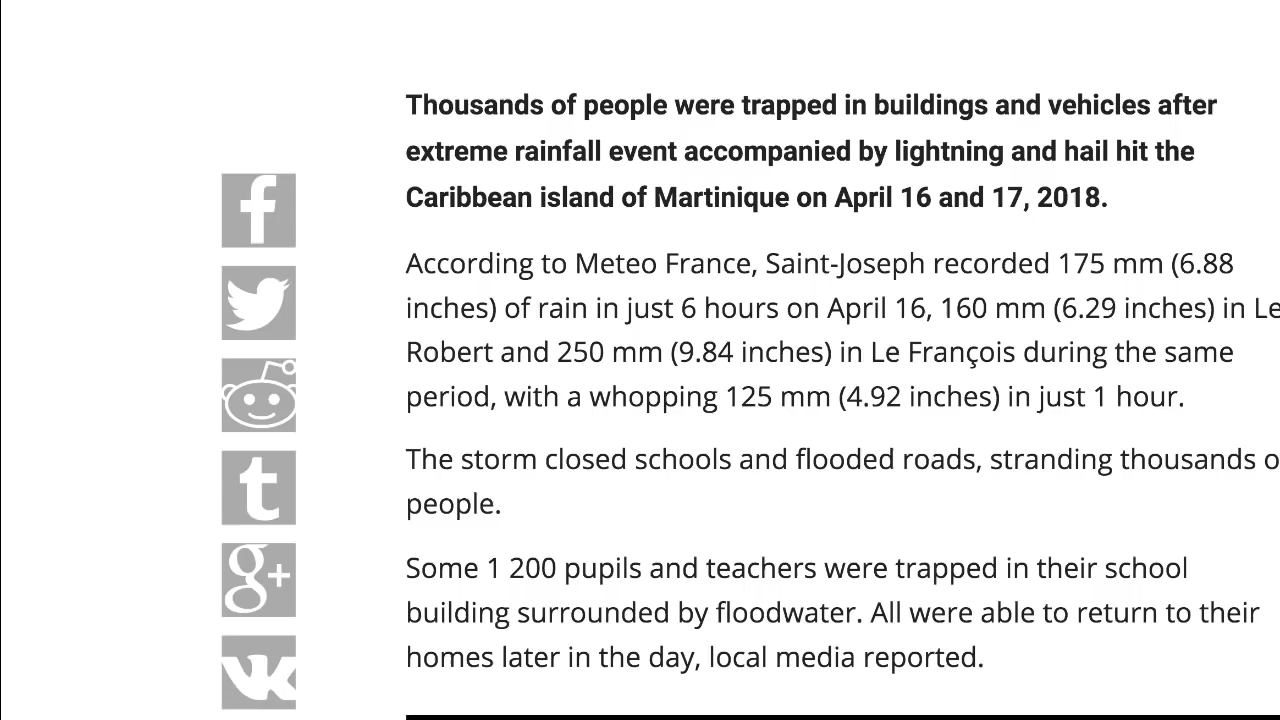 Thousands of people were trapped in buildings and vehicles after
extreme rainfall event accompanied by lightning and hail hit the
Caribbean island of Martinique on April 16 and 17, 2018.
According to Meteo France, Saint-Joseph recorded 175 mm (6.88
inches) of rain in just 6 hours on April 16, 160 mm (6.29 inches) in Le
Robert and 250 mm (9.84 inches) in Le François during the same
period, with a whopping 125 mm (4.92 inches) in just 1 hour.
The storm closed schools and flooded roads, stranding thousands o
people.
Some 1 200 pupils and teachers were trapped in their school
building surrounded by floodwater. All were able to return to their
homes later in the day, local media reported.